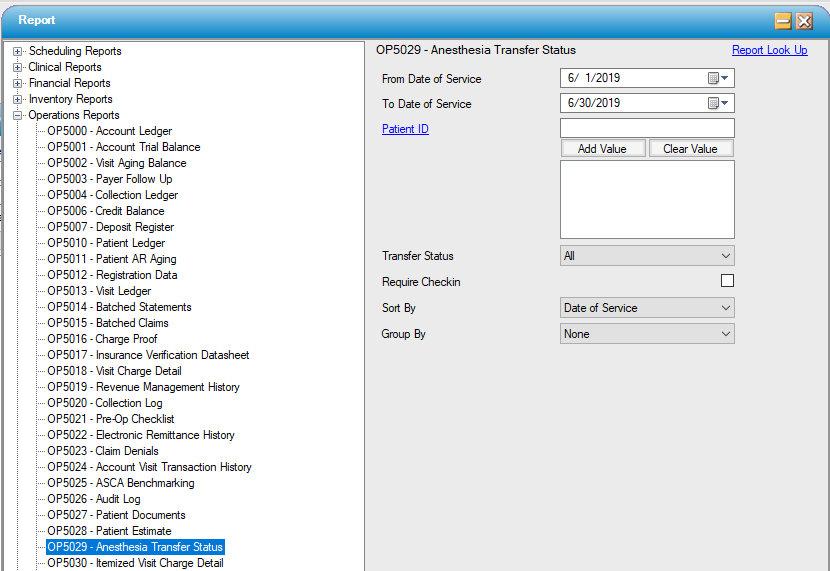 Report
Scheduling Reports
Clinical Reports
Financial Reports
Inventory Reports
Operations Reports
OP5000 - Account Ledger
OP5001 - Account Trial Balance
OP5002 - Visit Aging Balance
OP5003 - Payer Follow Up
OP5004 - Collection Ledger
OP5006 - Credit Balance
OP5007 - Deposit Register
OP5010 - Patient Ledger
OP5011 - Patient AR Aging
OP5012 - Registration Data
OP5013 - Visit Ledger
OP5014 - Batched Statements
OP5015 - Batched Claims
OP5016 - Charge Proof
OP5017 - Insurance Verification Datasheet
OP5018 - Visit Charge Detail
OP5019 - Revenue Management History
OP5020 - Collection Log
OP5021 - Pre-Op Checklist
OP5022 - Electronic Remittance History
OP5023 - Claim Denials
OP5024 - Account Visit Transaction History
OP5025 - ASCA Benchmarking
OP5026 - Audit Log
OP5027 - Patient Documents
OP5028 - Patient Estimate
OP5029 - Anesthesia Transfer Status
OP5030 - Itemized Visit Charge Detail
OP5029 - Anesthesia Transfer Status
Report Look Up
From Date of Service
6/ 1/2019
To Date of Service
6/30/2019
Patient ID
Add Value
Clear Value
Transfer Status
All
Require Checkin
Sort By
Date of Service
Group By
None